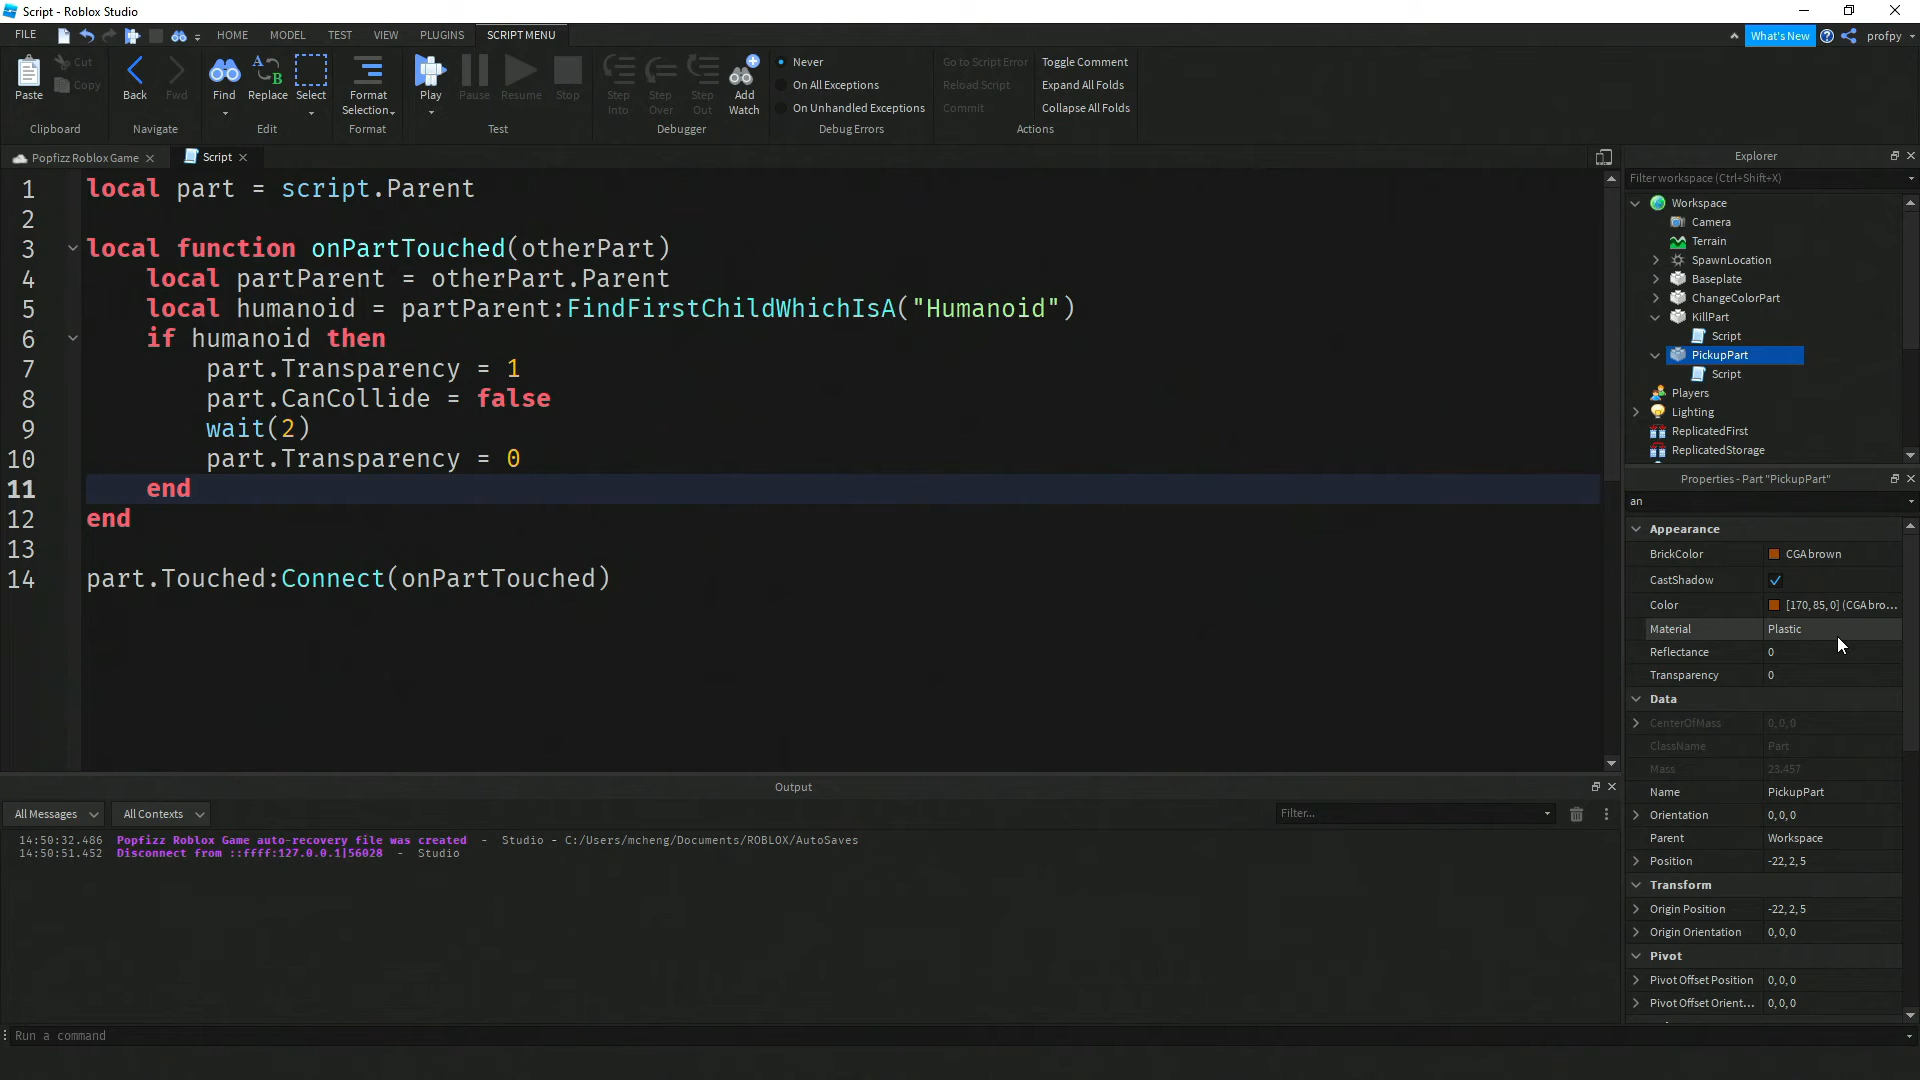 Script - Roblox Studio
FILE HOME MODEL TEST VIEW PLUGINS SCRIPT MENU What's New profpy
Paste Cut Copy Back Fwd Find Replace Select Format Selection Play Pause Resume Stop Step Into Step Over Step Out Add Watch
Never
On All Exceptions
On Unhandled Exceptions
Go to Script Error
Reload Script
Commit
Toggle Comment
Expand All Folds
Collapse All Folds
Clipboard Navigate Edit Format Test Debugger Debug Errors Actions
Popfizz Roblox Game Script
1 local part = script.Parent
2
3 local function onPartTouched(otherPart)
4 local partParent = otherPart.Parent
5 local humanoid = partParent:FindFirstChildWhichIsA("Humanoid")
6 if humanoid then
7 part.Transparency = 1
8 part.CanCollide = false
9 wait(2)
10 part.Transparency = 0
11 end
12 end
13
14 part.Touched:Connect(onPartTouched)
Explorer
Filter workspace (Ctrl+Shift+X)
Workspace
Camera
Terrain
SpawnLocation
Baseplate
ChangeColorPart
KillPart
Script
PickupPart
Script
Players
Lighting
ReplicatedFirst
ReplicatedStorage
Properties - Part "PickupPart"
an
Appearance
BrickColor CGA brown
CastShadow
Color [170, 85, 0] (CGA bro...
Material Plastic
Reflectance 0
Transparency 0
Data
CenterOfMass 0, 0, 0
ClassName Part
Mass 23.457
Name PickupPart
Orientation 0, 0, 0
Parent Workspace
Position -22, 2, 5
Transform
Origin Position -22, 2, 5
Origin Orientation 0, 0, 0
Pivot
Pivot Offset Position 0, 0, 0
Pivot Offset Orient... 0, 0, 0
Output
All Messages All Contexts Filter...
14:50:32.486 Popfizz Roblox Game auto-recovery file was created - Studio - C:/Users/mcheng/Documents/ROBLOX/AutoSaves
14:50:51.452 Disconnect from ::ffff:127.0.0.1|56028 - Studio
Run a command